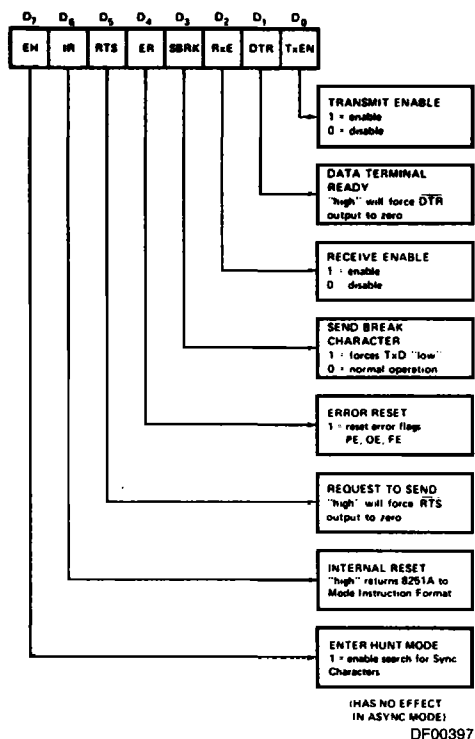 D7 D6 D5 D4 D3 D2 D1 D0
EH IR RTS ER SBRK RxE DTR TxEN
TRANSMIT ENABLE
1 = enable
0 = disable
DATA TERMINAL
READY
"high" will force DTR
output to zero
RECEIVE ENABLE
1 = enable
0 disable
SEND BREAK
CHARACTER
1 = forces TxD "low"
0 = normal operation
ERROR RESET
1 = reset error flags
PE, OE, FE
REQUEST TO SEND
"high" will force RTS
output to zero
INTERNAL RESET
"high" returns 8251A to
Mode Instruction Format
ENTER HUNT MODE
1 = enable search for Sync
Characters
(HAS NO EFFECT
IN ASYNC MODE)
DF00397